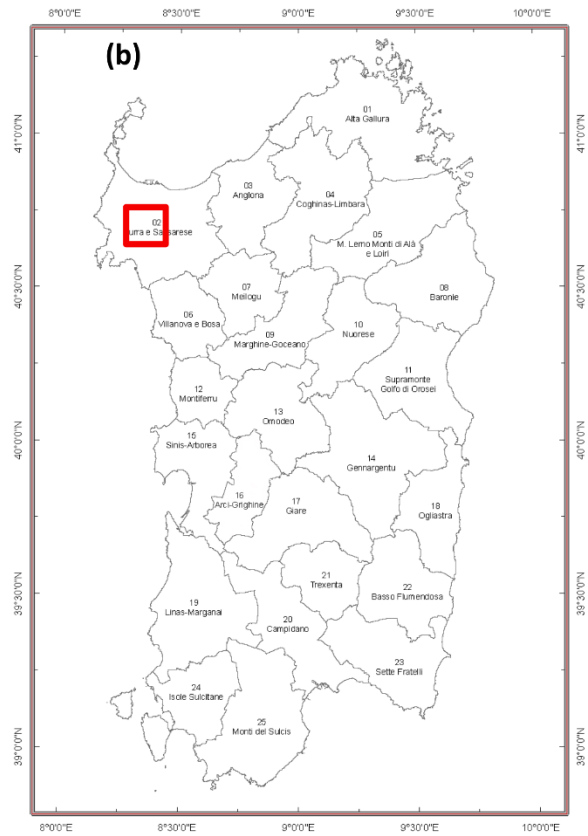 8°0'0"E 8°30'0"E 9°0'0"E 9°30'0"E 10°0'0"E
(b)
41°0'0"N
41°0'0"N
01
Alta Gallura
03
Anglona
04
Coghinas-Limbara
02
urra e Sassarese
05
M. Lerno Monti di Alà
e Loiri
40°30'0"N
40°30'0"N
07
Meilogu
08
Baronie
06
Villanova e Bosa
09
Marghine-Goceano
10
Nuorese
11
Supramonte
Golfo di Orosei
12
Montiferru
13
Omodeo
40°0'0"N
40°0'0"N
15
Sinis-Arborea
14
Gennargentu
16
Arci-Grighine
17
Giare
18
Ogliastra
39°30'0"N
39°30'0"N
21
Trexenta
22
Basso Flumendosa
19
Linas-Marganai
20
Campidano
23
Sette Fratelli
24
Isole Sulcitane
25
Monti del Sulcis
39°0'0"N
39°0'0"N
8°0'0"E 8°30'0"E 9°0'0"E 9°30'0"E 10°0'0"E